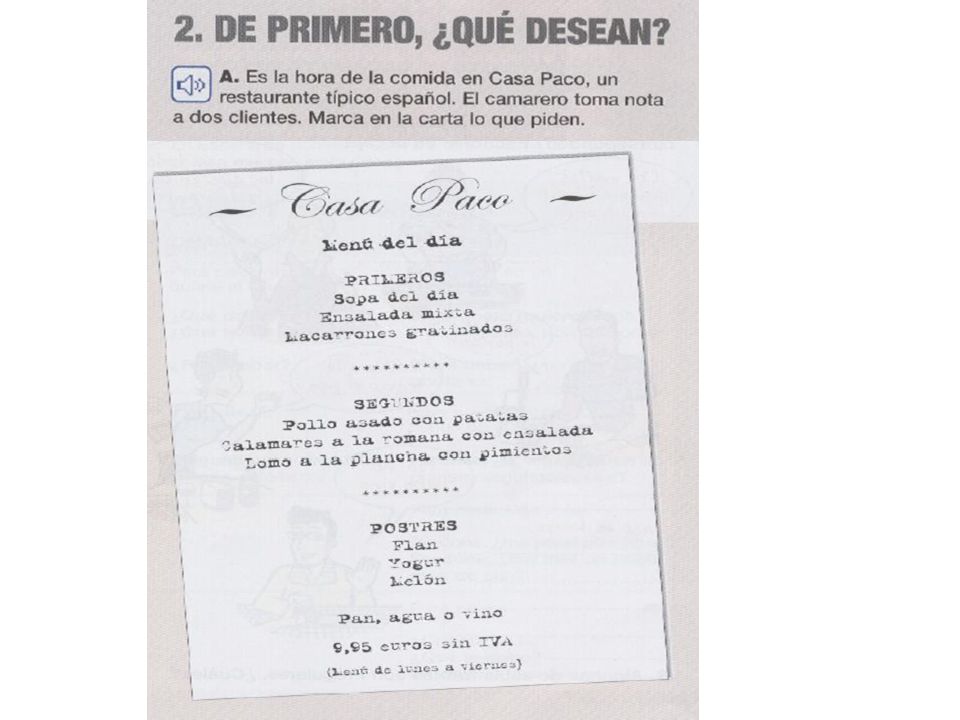 2. DE PRIMERO, ¿QUÉ DESEAN?
A. Es la hora de la comida en Casa Paco, un
restaurante típico español. El camarero toma nota
a dos clientes. Marca en la carta lo que piden.
~ Casa Paco ~
Menú del día
PRIMEROS
Sopa del día
Ensalada mixta
Macarrones gratinados
**********
SEGUNDOS
Pollo asado con patatas
Calamares a la romana con ensalada
Lomo a la plancha con pimientos
**********
POSTRES
Flan
Yogur
Melón
Pan, agua o vino
9,95 euros sin IVA
(Menú de lunes a viernes)